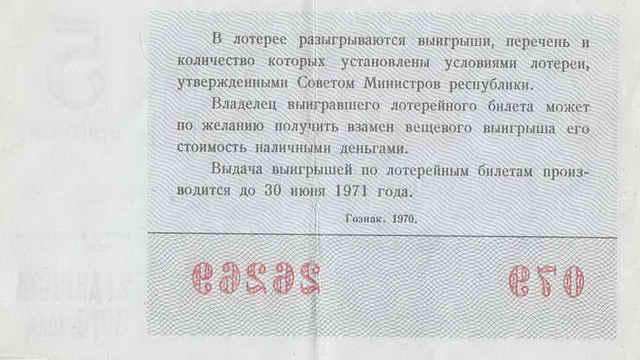 В лотерее разыгрываются выигрыши, перечень и
количество которых установлены условиями лотереи,
утвержденными Советом Министров республики.
Владелец выигравшего лотерейного билета может
по желанию получить взамен вещевого выигрыша его
стоимость наличными деньгами.
Выдача выигрышей по лотерейным билетам произ-
водится до 30 июня 1971 года.
Гознак. 1970.
26269 079